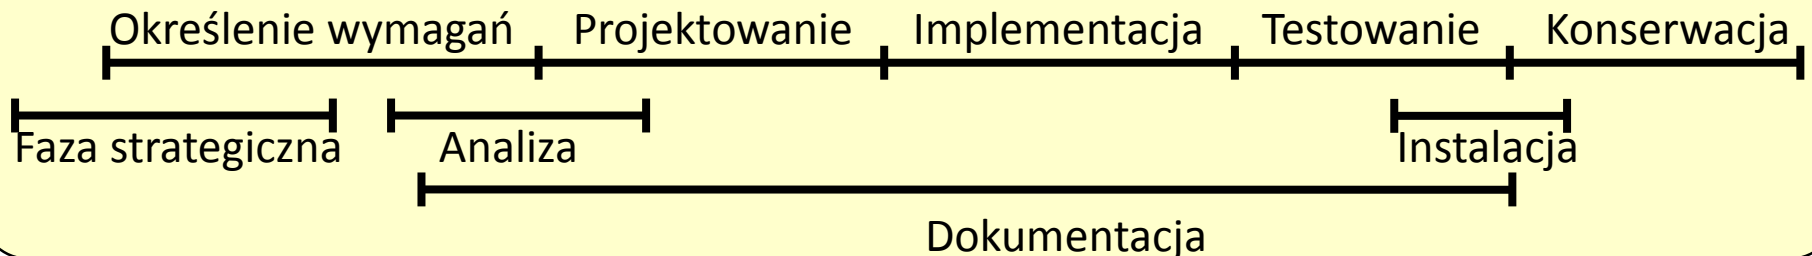 Określenie wymagań Projektowanie Implementacja Testowanie Konserwacja
Faza strategiczna Analiza Instalacja
Dokumentacja